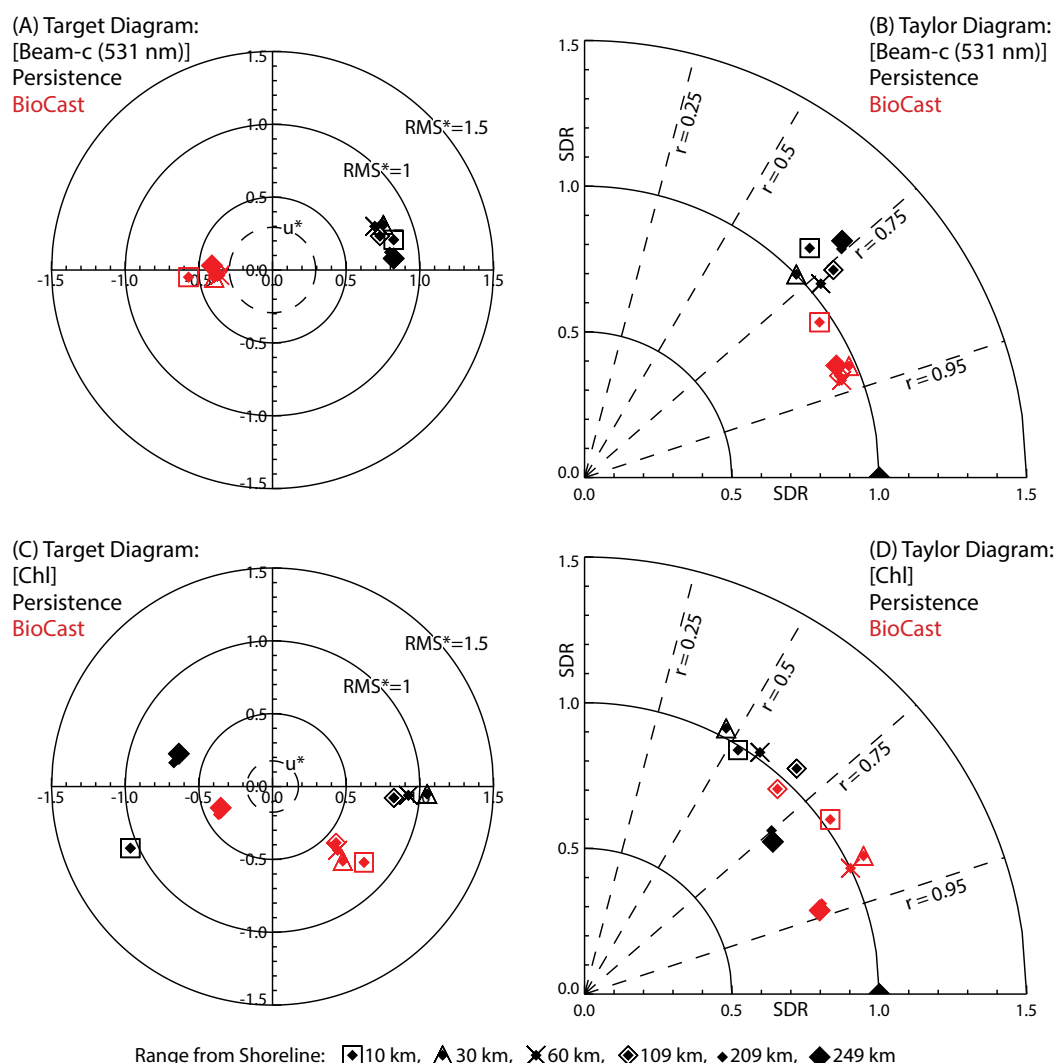 (A) Target Diagram:
[Beam-c (531 nm)]
Persistence
BioCast
1.5
1.0
0.5
0.0
-0.5
-1.0
-1.5
-1.5
-1.0
-0.5
0.5
1.0
1.5
RMS*=1.5
RMS*=1
u*
(B) Taylor Diagram:
[Beam-c (531 nm)]
Persistence
BioCast
1.5
SDR
1.0
0.5
0.0
0.0
0.5
SDR
1.0
1.5
r = 0.25
r = 0.5
r = 0.75
r = 0.95
(C) Target Diagram:
[Chl]
Persistence
BioCast
1.5
1.0
0.5
0.0
-0.5
-1.0
-1.5
-1.5
-1.0
-0.5
0.5
1.0
1.5
RMS*=1.5
RMS*=1
u*
(D) Taylor Diagram:
[Chl]
Persistence
BioCast
1.5
SDR
1.0
0.5
0.0
0.0
0.5
SDR
1.0
1.5
r = 0.25
r = 0.5
r = 0.75
r = 0.95
Range from Shoreline: 10 km, 30 km, 60 km, 109 km, 209 km, 249 km